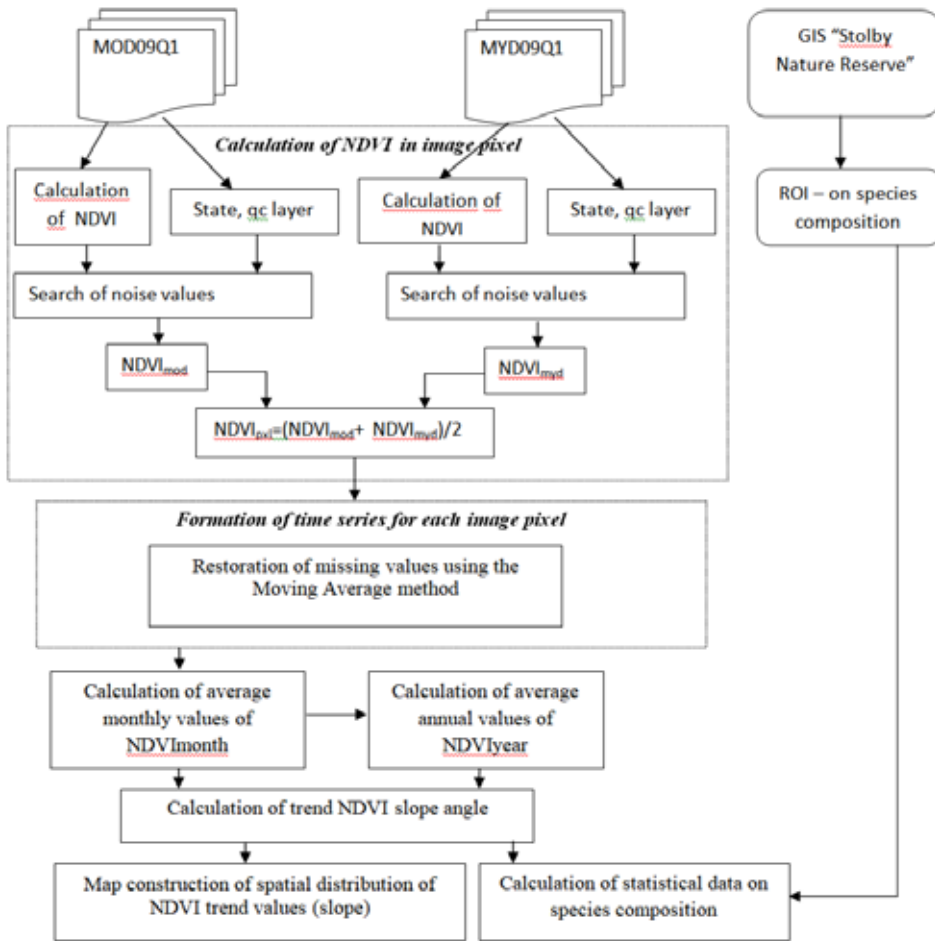 MOD09Q1
MYD09Q1
GIS “Stolby
Nature Reserve”
Calculation of NDVI in image pixel
Calculation
of NDVI
State, qc layer
Calculation of
NDVI
State, qc layer
ROI – on species
composition
Search of noise values
Search of noise values
NDVImod
NDVImyd
NDVIpxl=(NDVImod+ NDVImyd)/2
Formation of time series for each image pixel
Restoration of missing values using the
Moving Average method
Calculation of average
monthly values of
NDVImonth
Calculation of average
annual values of
NDVIyear
Calculation of trend NDVI slope angle
Map construction of spatial distribution of
NDVI trend values (slope)
Calculation of statistical data on
species composition